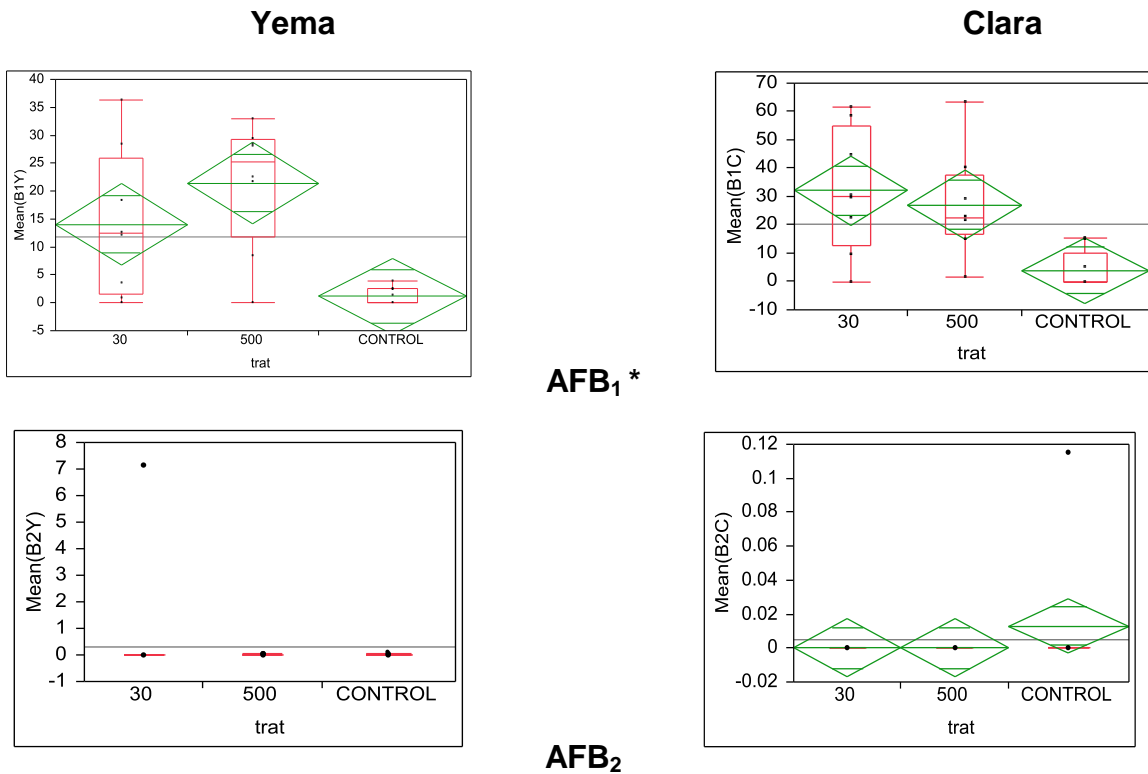 Yema
Clara
Mean(B1Y)
40
35
30
25
20
15
10
5
0
-5
30
500
CONTROL
trat
Mean(B1C)
70
60
50
40
30
20
10
0
-10
30
500
CONTROL
trat
AFB₁ *
Mean(B2Y)
8
7
6
5
4
3
2
1
0
-1
30
500
CONTROL
trat
Mean(B2C)
0.12
0.1
0.08
0.06
0.04
0.02
0
-0.02
30
500
CONTROL
trat
AFB₂